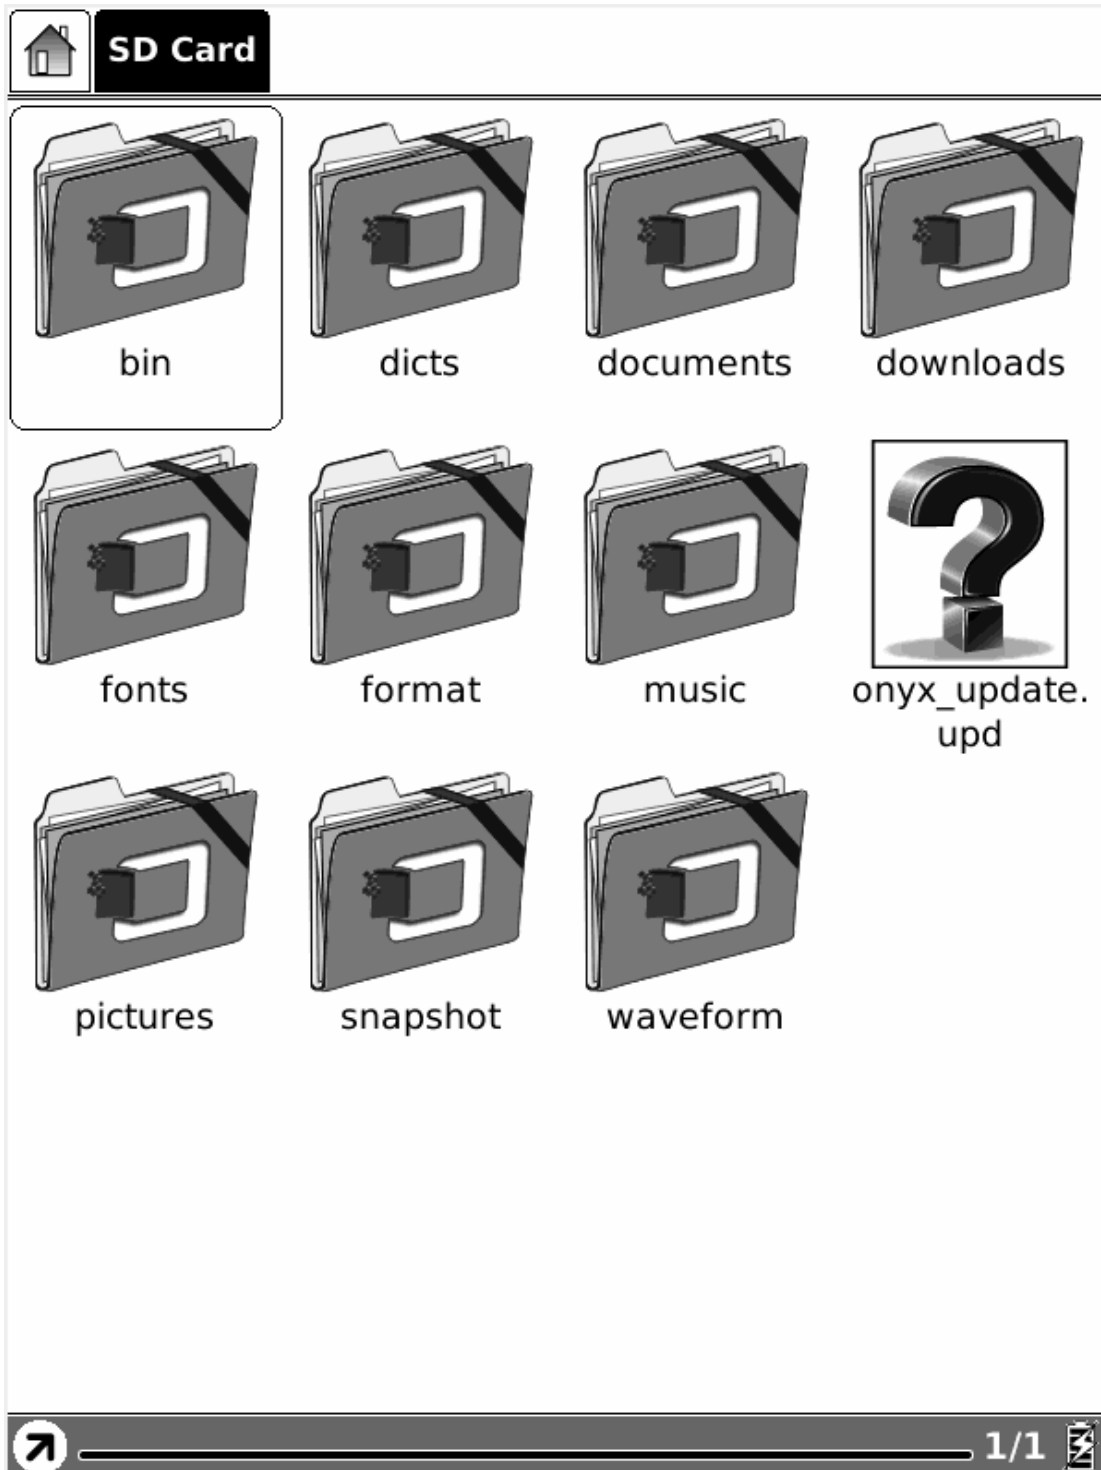 SD Card
bin
dicts
documents
downloads
fonts
format
music
onyx_update.
upd
pictures
snapshot
waveform
1/1